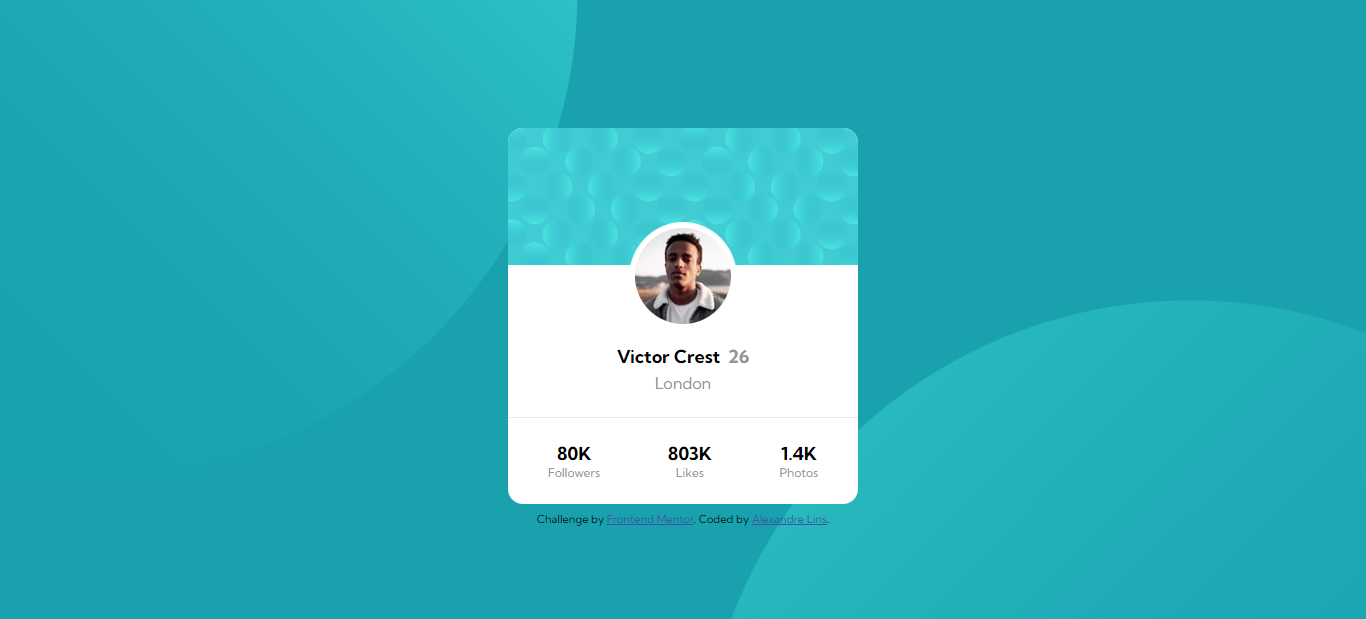 Victor Crest 26
London
80K 803K 1.4K
Followers Likes Photos
Challenge by Frontend Mentor. Coded by Alexandre Lins.